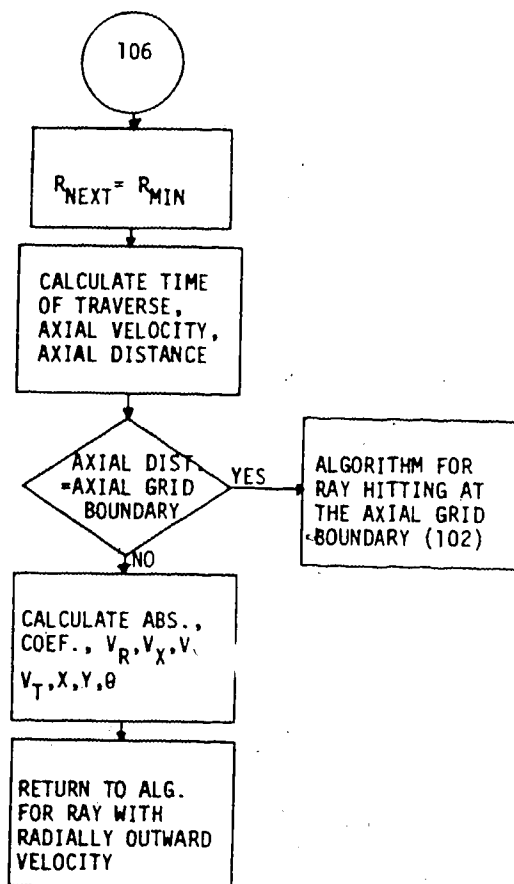 106
R_NEXT = R_MIN
CALCULATE TIME
OF TRAVERSE,
AXIAL VELOCITY,
AXIAL DISTANCE
AXIAL DIST.
=AXIAL GRID
BOUNDARY
YES
ALGORITHM FOR
RAY HITTING AT
THE AXIAL GRID
BOUNDARY (102)
NO
CALCULATE ABS.,
COEF., V_R,V_X,V,
V_T,X,Y,θ
RETURN TO ALG.
FOR RAY WITH
RADIALLY OUTWARD
VELOCITY